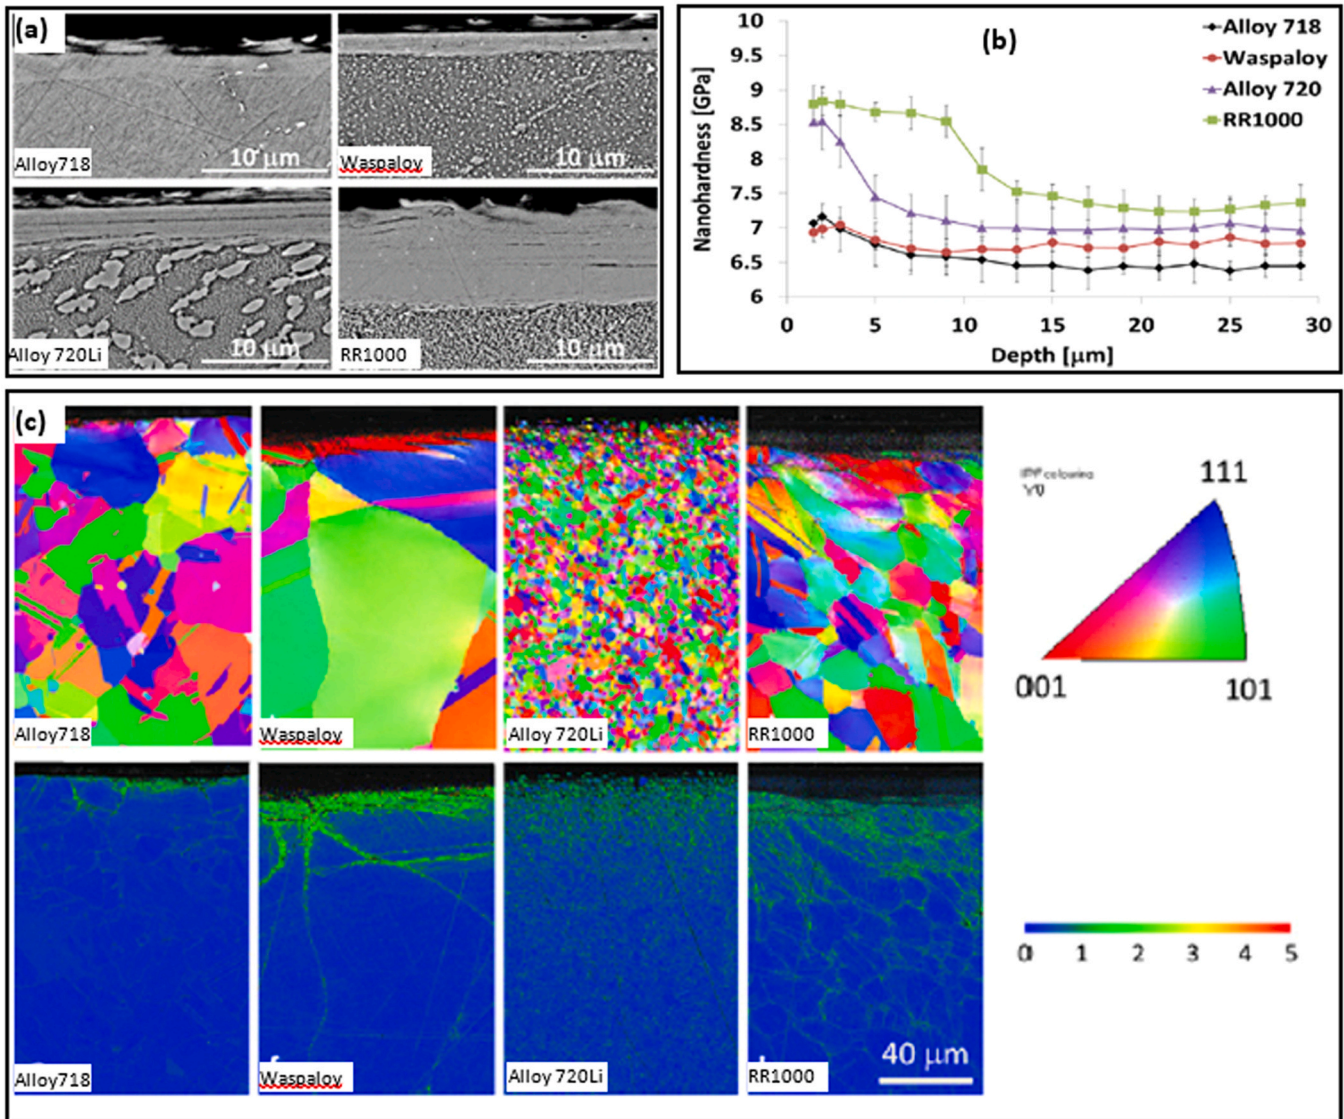 (a)
Alloy718
10 μm
Waspaloy
10 μm
Alloy 720Li
10 μm
RR1000
10 μm
(b)
Alloy 718
Waspaloy
Alloy 720
RR1000
Nanohardness [GPa]
10
9.5
9
8.5
8
7.5
7
6.5
6
0 5 10 15 20 25 30
Depth [μm]
(c)
Alloy718
Waspaloy
Alloy 720Li
RR1000
IPF colouring
111
001
101
Alloy718
Waspaloy
Alloy 720Li
RR1000
40 μm
0 1 2 3 4 5